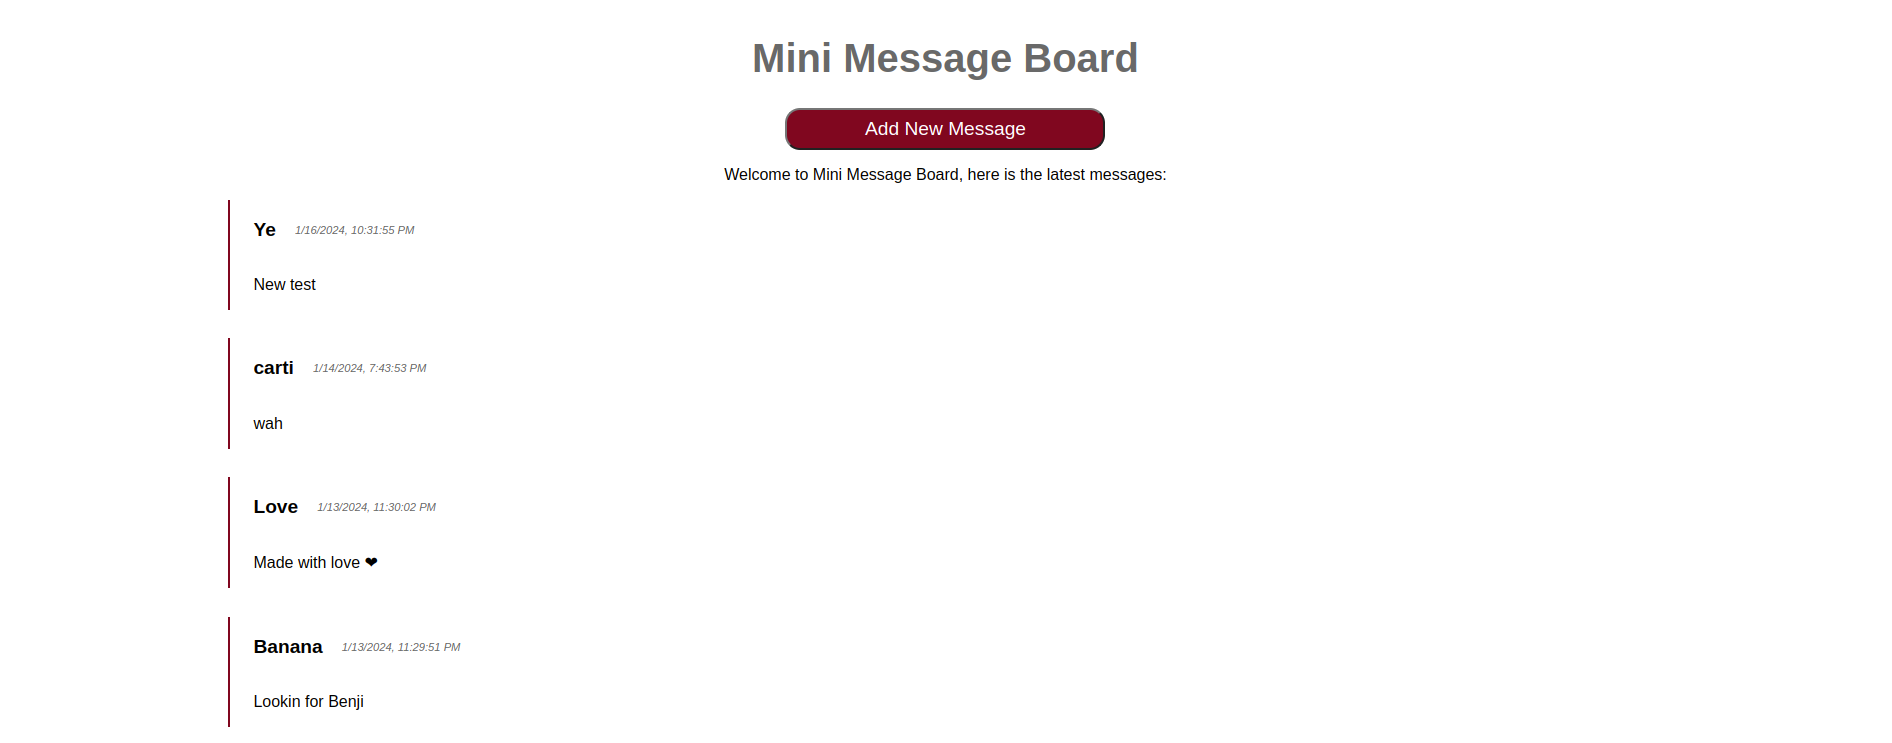 Mini Message Board
Add New Message
Welcome to Mini Message Board, here is the latest messages:
Ye 1/16/2024, 10:31:55 PM
New test
carti 1/14/2024, 7:43:53 PM
wah
Love 1/13/2024, 11:30:02 PM
Made with love ❤
Banana 1/13/2024, 11:29:51 PM
Lookin for Benji